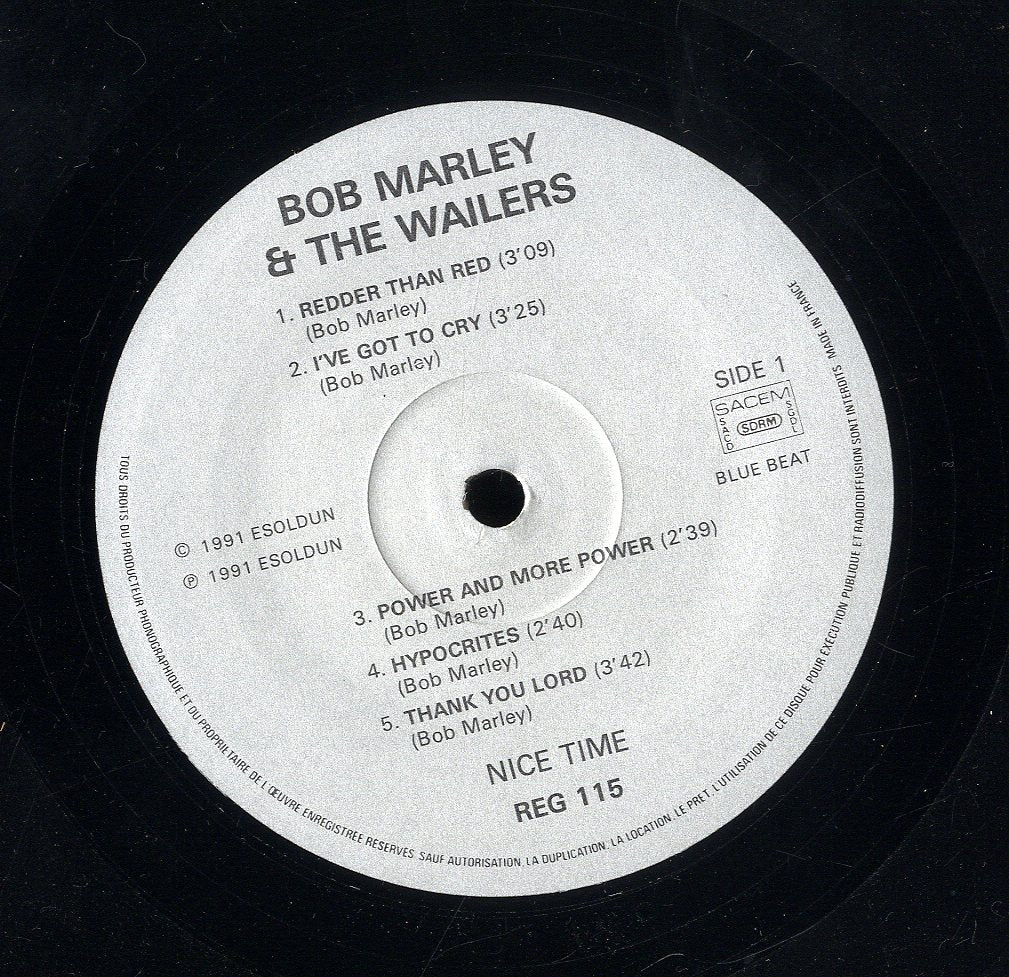 BOB MARLEY
& THE WAILERS
1. REDDER THAN RED (3'09)
(Bob Marley)
2. I'VE GOT TO CRY (3'25)
(Bob Marley)
SIDE 1
SACEM
SACD
SDRM
SGDL
BLUE BEAT
© 1991 ESOLDUN
℗ 1991 ESOLDUN
3. POWER AND MORE POWER (2'39)
(Bob Marley)
4. HYPOCRITES (2'40)
(Bob Marley)
5. THANK YOU LORD (3'42)
(Bob Marley)
NICE TIME
REG 115
TOUS DROITS DU PRODUCTEUR PHONOGRAPHIQUE ET DU PROPRIETAIRE DE L'ŒUVRE ENREGISTREE RESERVES. SAUF AUTORISATION, LA DUPLICATION, LA LOCATION, LE PRET, L'UTILISATION DE CE DISQUE POUR EXECUTION PUBLIQUE ET RADIODIFFUSION SONT INTERDITS. MADE IN FRANCE